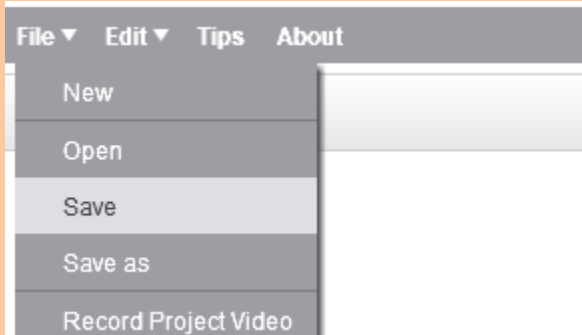 File ▼ Edit ▼ Tips About
New
Open
Save
Save as
Record Project Video